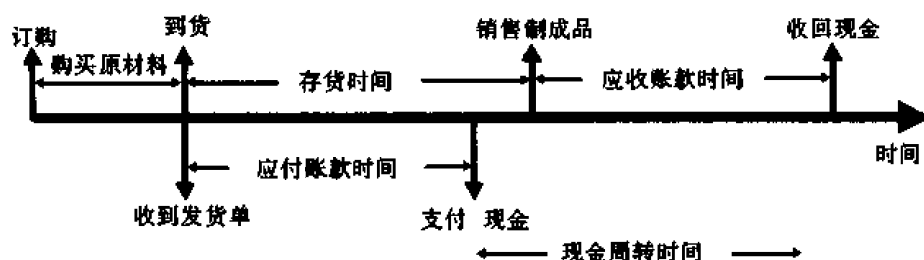 订购
到货
销售制成品
收回现金
购买原材料
存货时间
应收账款时间
时间
应付账款时间
收到发货单
支付 现金
现金周转时间